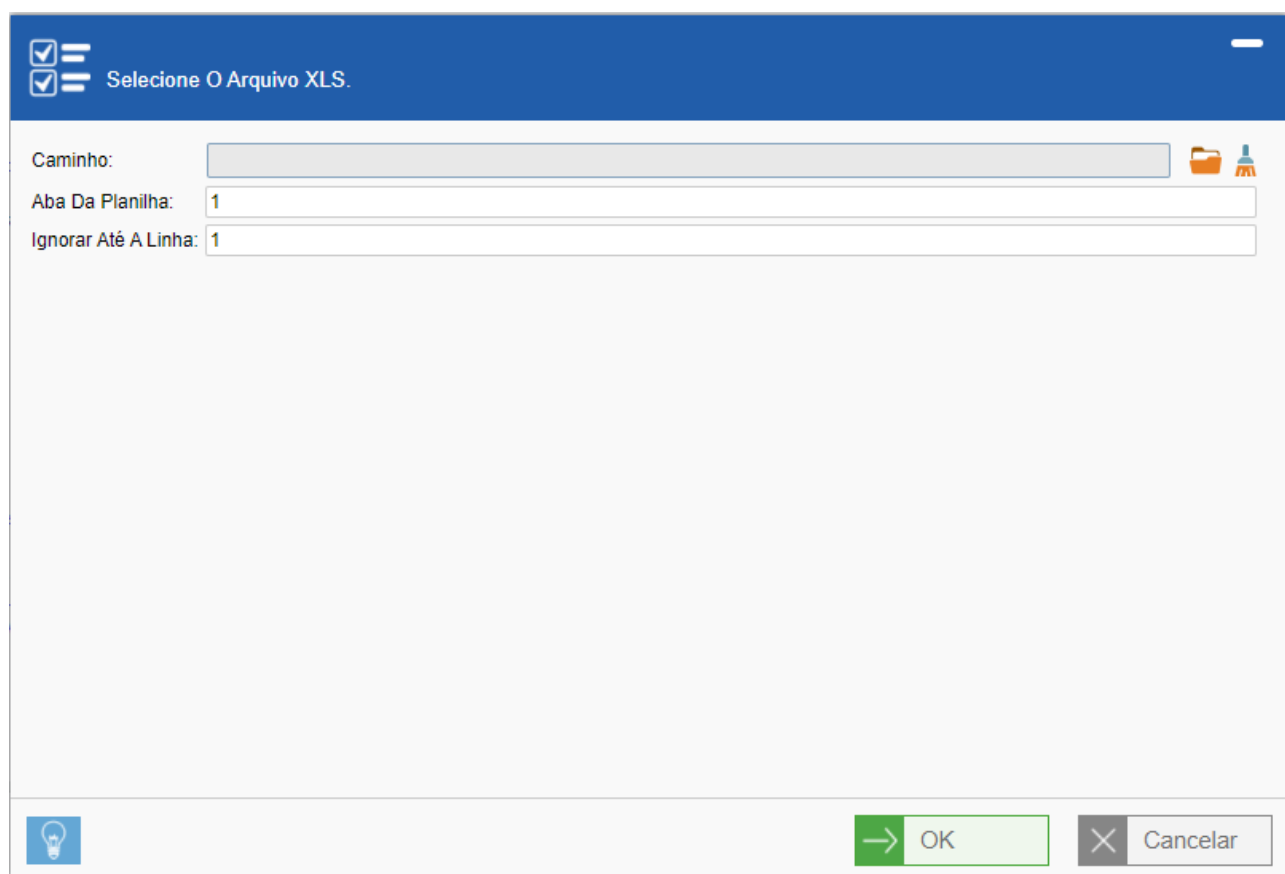 Selecione O Arquivo XLS.
Caminho:
Aba Da Planilha: 1
Ignorar Até A Linha: 1
OK Cancelar